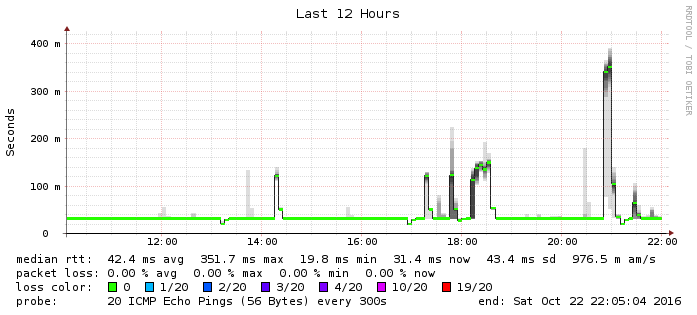 Last 12 Hours
RRDTOOL / TOBI OETIKER
Seconds
400 m
300 m
200 m
100 m
0
12:00 14:00 16:00 18:00 20:00 22:00
median rtt: 42.4 ms avg 351.7 ms max 19.8 ms min 31.4 ms now 43.4 ms sd 976.5 m am/s
packet loss: 0.00 % avg 0.00 % max 0.00 % min 0.00 % now
loss color: 0 1/20 2/20 3/20 4/20 10/20 19/20
probe: 20 ICMP Echo Pings (56 Bytes) every 300s end: Sat Oct 22 22:05:04 2016